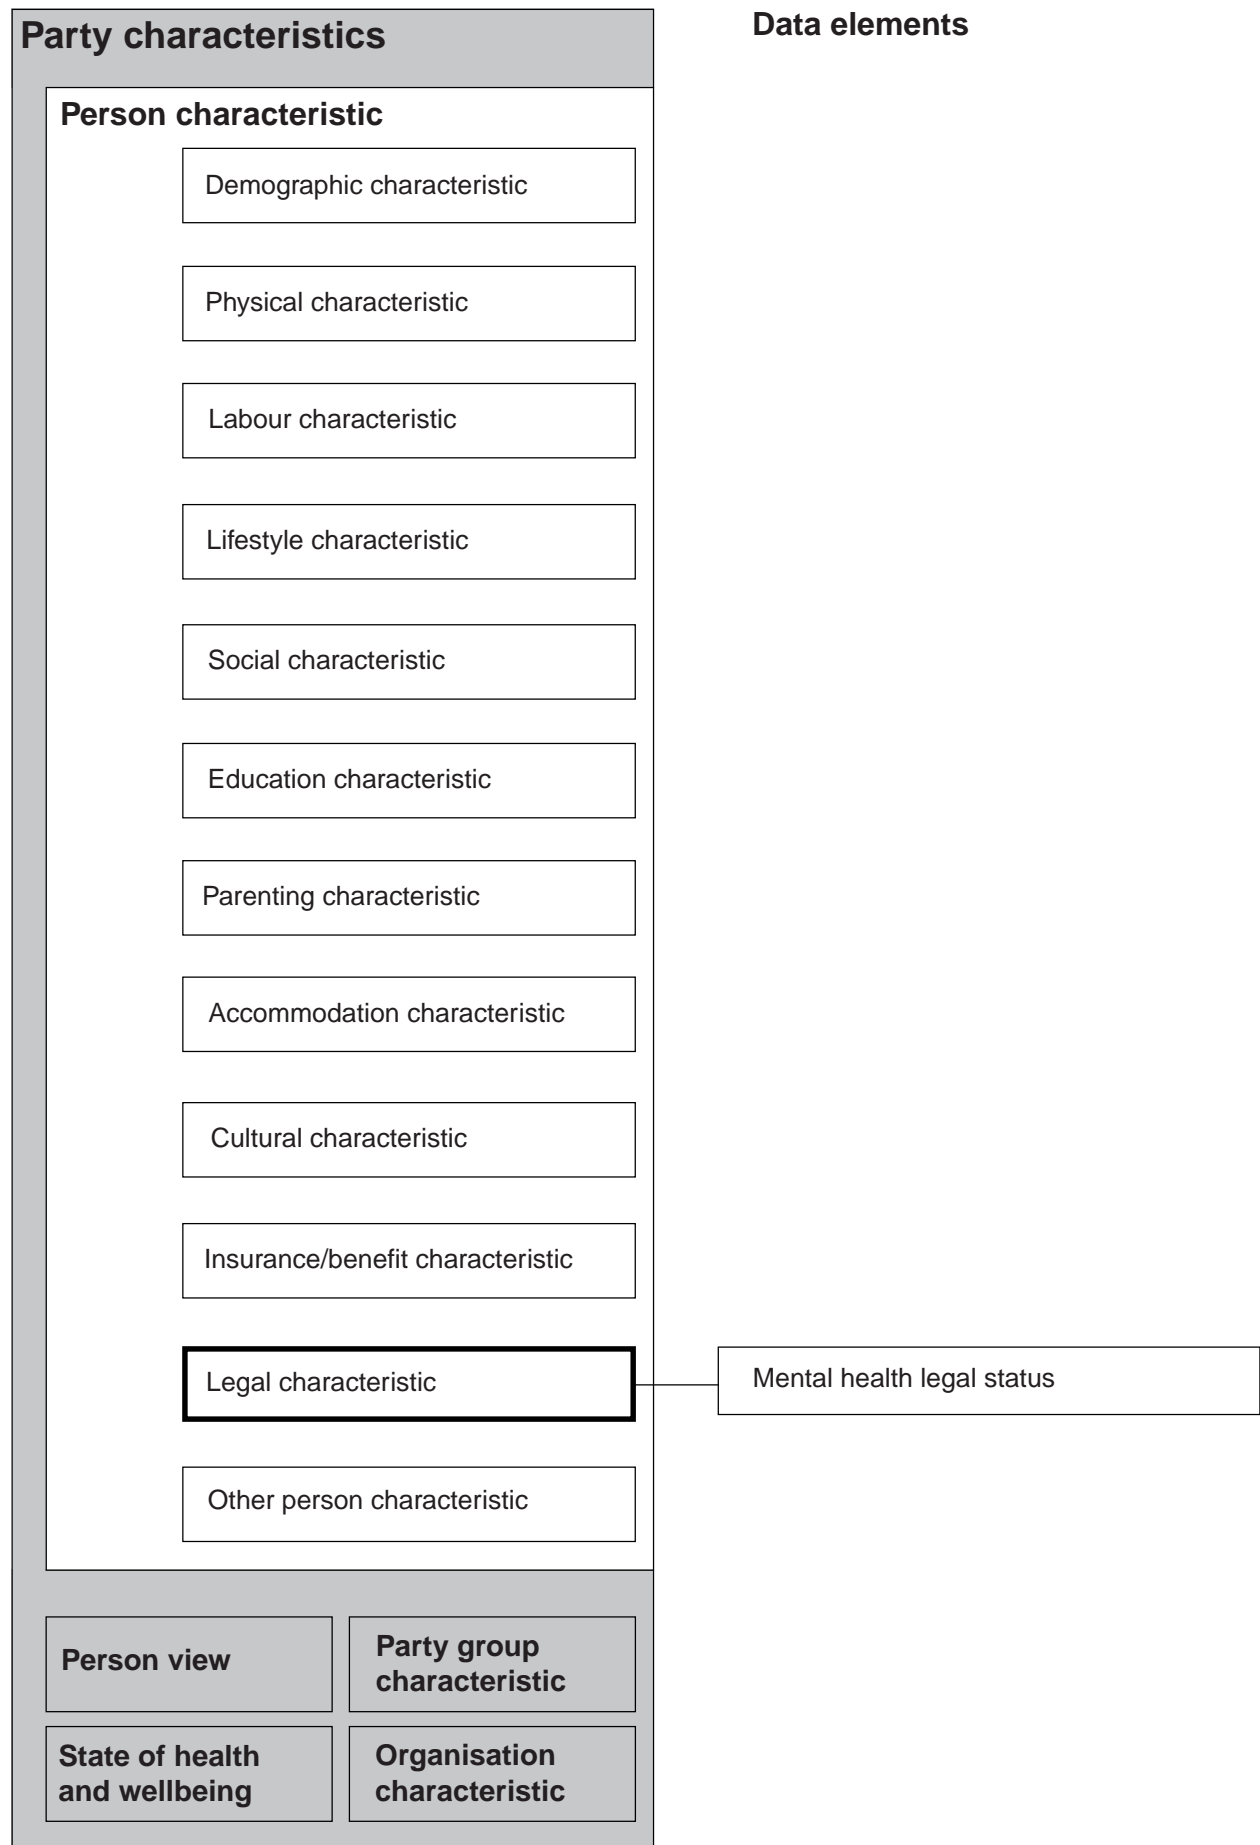 Party characteristics
Data elements
Person characteristic
Demographic characteristic
Physical characteristic
Labour characteristic
Lifestyle characteristic
Social characteristic
Education characteristic
Parenting characteristic
Accommodation characteristic
Cultural characteristic
Insurance/benefit characteristic
Legal characteristic
Mental health legal status
Other person characteristic
Person view
Party group
characteristic
State of health
and wellbeing
Organisation
characteristic